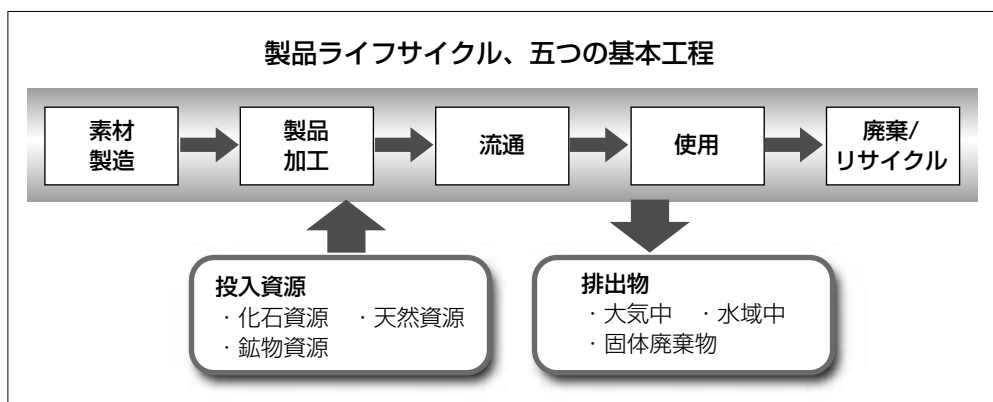 製品ライフサイクル、五つの基本工程
素材
製造
製品
加工
流通
使用
廃棄/
リサイクル
投入資源
・化石資源 ・天然資源
・鉱物資源
排出物
・大気中 ・水域中
・固体廃棄物